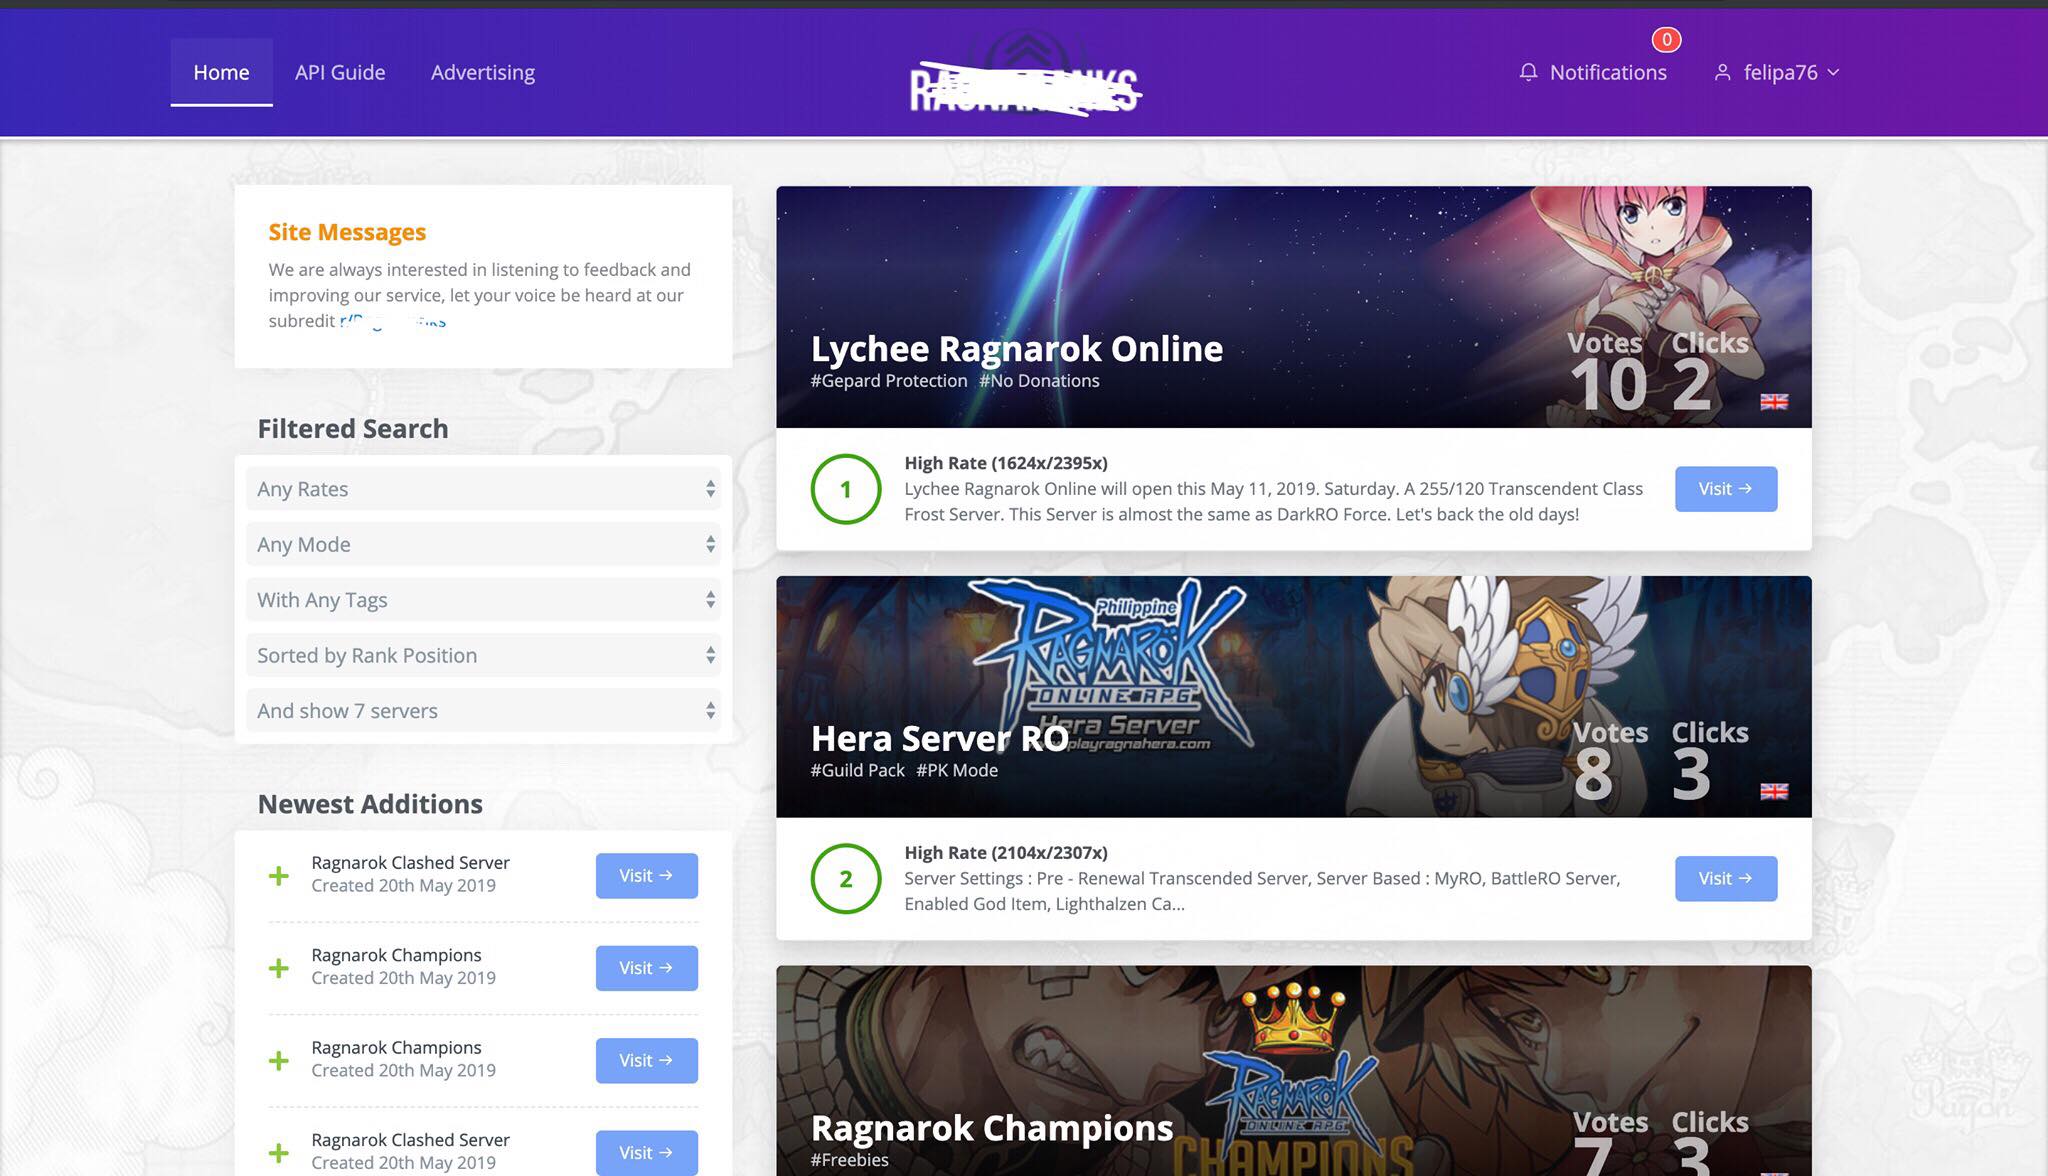 Home
API Guide
Advertising
0
Notifications
felipa76
Site Messages
We are always interested in listening to feedback and
improving our service, let your voice be heard at our
subredit
Filtered Search
Any Rates
Any Mode
With Any Tags
Sorted by Rank Position
And show 7 servers
Newest Additions
Ragnarok Clashed Server
Created 20th May 2019
Visit →
Ragnarok Champions
Created 20th May 2019
Visit →
Ragnarok Champions
Created 20th May 2019
Visit →
Ragnarok Clashed Server
Created 20th May 2019
Visit →
Lychee Ragnarok Online
#Gepard Protection #No Donations
Votes Clicks
10 2
1
High Rate (1624x/2395x)
Lychee Ragnarok Online will open this May 11, 2019. Saturday. A 255/120 Transcendent Class
Frost Server. This Server is almost the same as DarkRO Force. Let's back the old days!
Visit →
Philippine
RAGNARÖK
ONLINE RPG
Hera Server
playragnahera.com
Hera Server RO
#Guild Pack #PK Mode
Votes Clicks
8 3
2
High Rate (2104x/2307x)
Server Settings : Pre - Renewal Transcended Server, Server Based : MyRO, BattleRO Server,
Enabled God Item, Lighthalzen Ca...
Visit →
RAGNARÖK
ONLINE RPG
CHAMPIONS
Ragnarok Champions
#Freebies
Votes Clicks
7 3